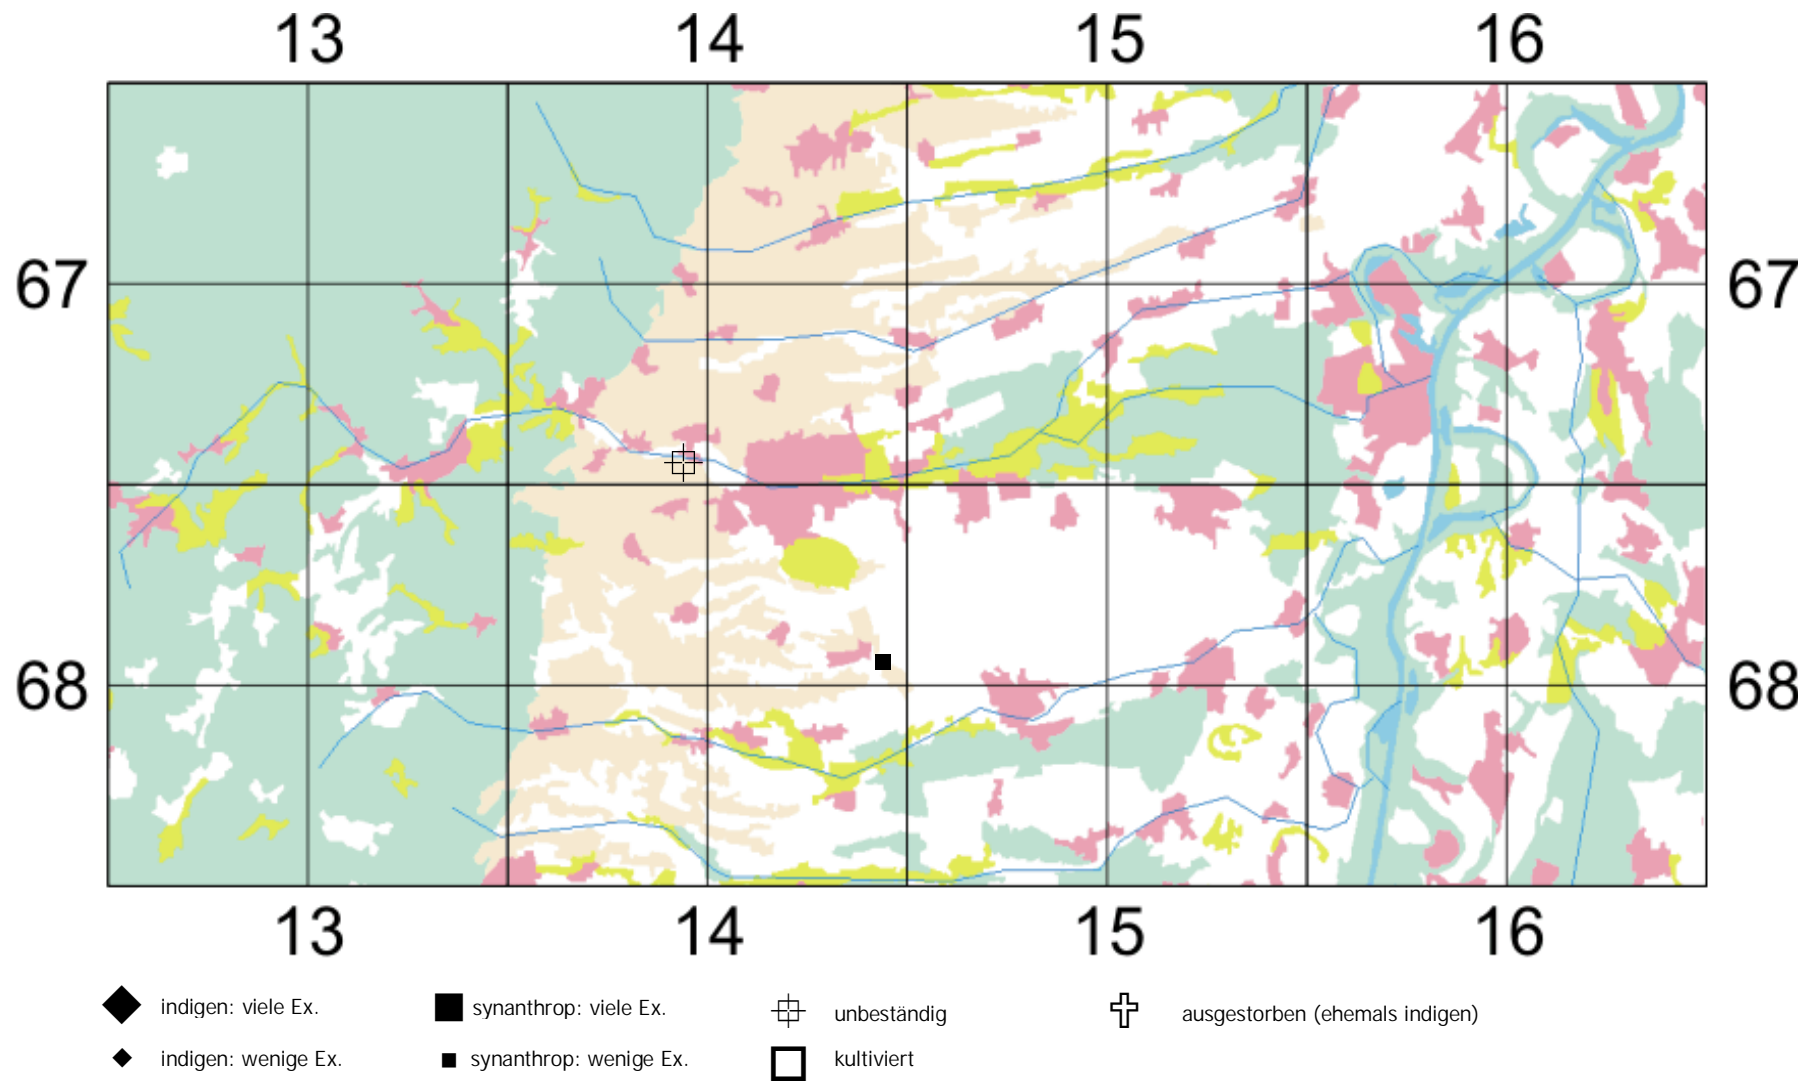 13 14 15 16
67 67
68 68
13 14 15 16
indigen: viele Ex. synanthrop: viele Ex. unbeständig ausgestorben (ehemals indigen)
indigen: wenige Ex. synanthrop: wenige Ex. kultiviert